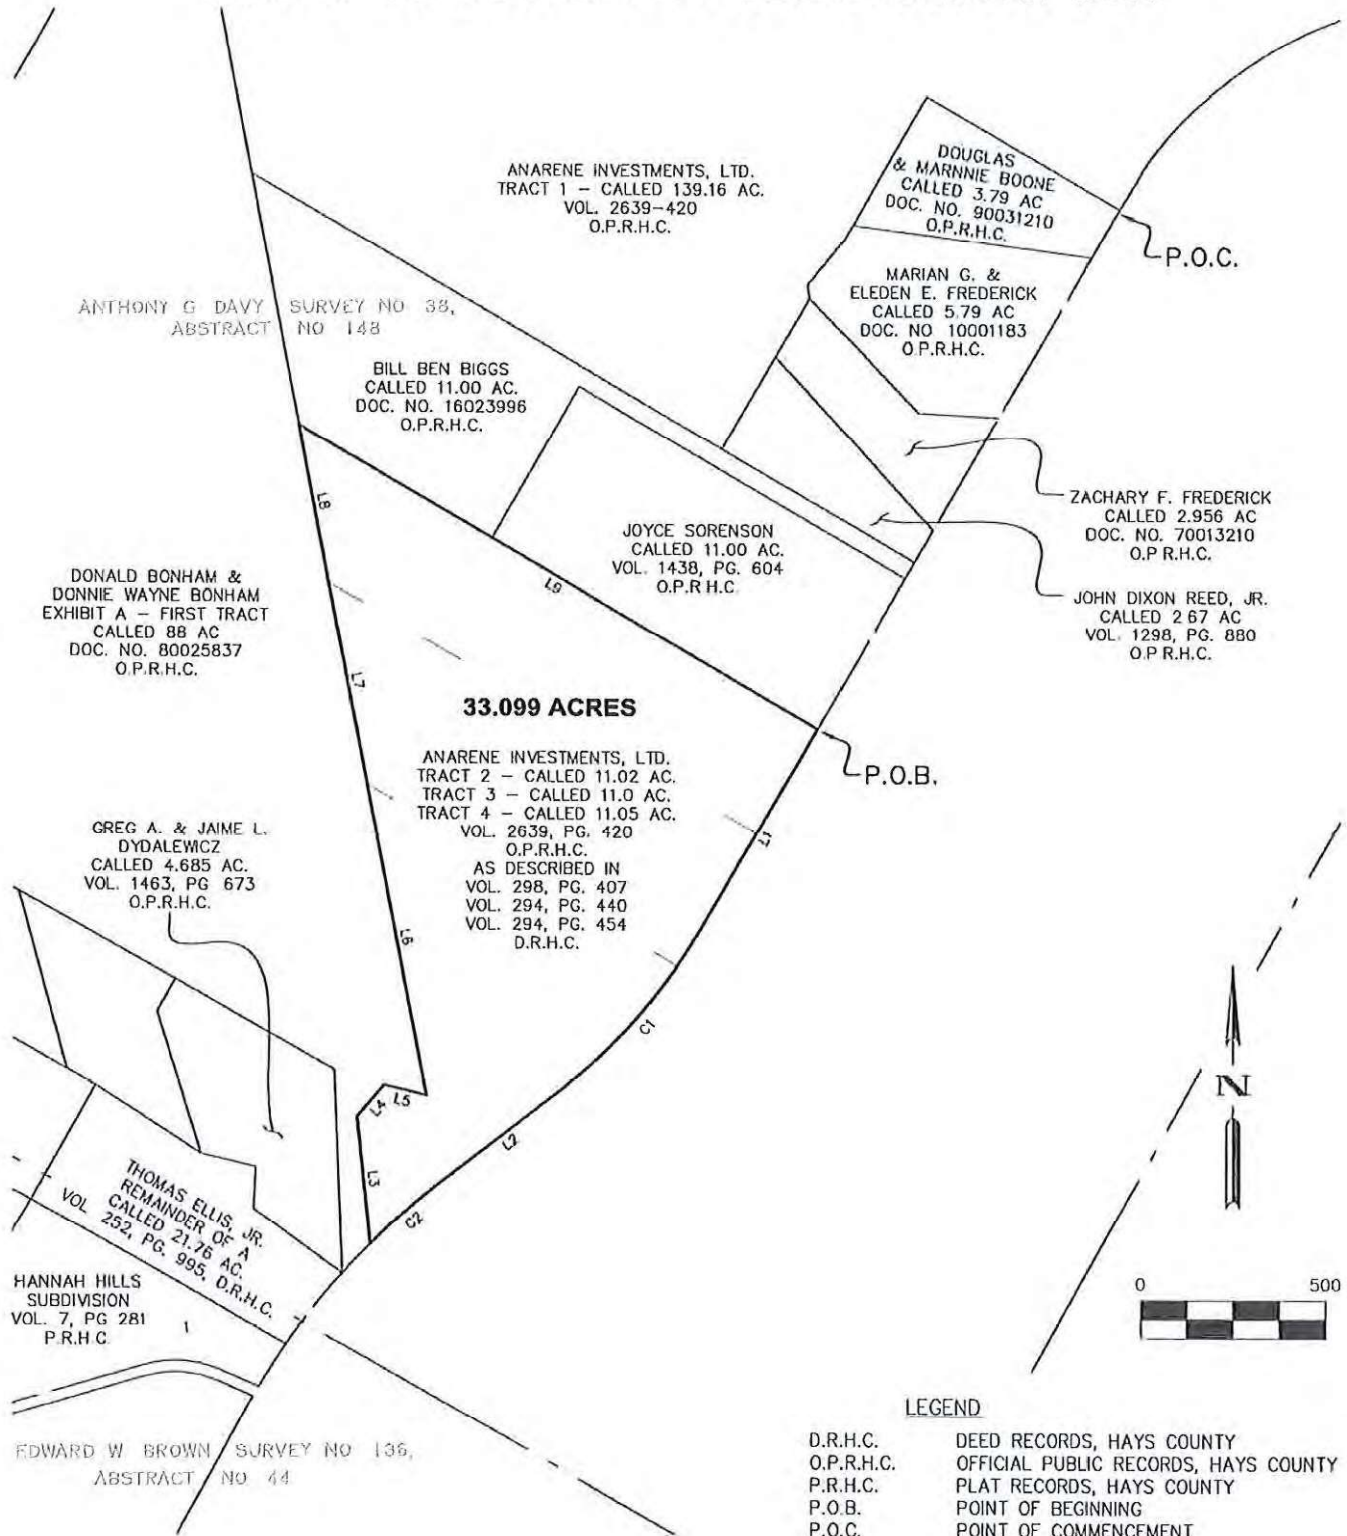 ANARENE INVESTMENTS, LTD.
TRACT 1 – CALLED 139.16 AC.
VOL. 2639-420
O.P.R.H.C.
DOUGLAS
& MARNNIE BOONE
CALLED 3.79 AC
DOC. NO. 90031210
O.P.R.H.C.
P.O.C.
MARIAN G. &
ELEDEN E. FREDERICK
CALLED 5.79 AC
DOC. NO 10001183
O.P.R.H.C.
ANTHONY G DAVY SURVEY NO 38,
ABSTRACT NO 148
BILL BEN BIGGS
CALLED 11.00 AC.
DOC. NO. 16023996
O.P.R.H.C.
ZACHARY F. FREDERICK
CALLED 2.956 AC
DOC. NO. 70013210
O.P R.H.C.
JOYCE SORENSON
CALLED 11.00 AC.
VOL. 1438, PG. 604
O.P.R H.C
JOHN DIXON REED, JR.
CALLED 2 67 AC
VOL. 1298, PG. 880
O.P R.H.C.
DONALD BONHAM &
DONNIE WAYNE BONHAM
EXHIBIT A – FIRST TRACT
CALLED 88 AC
DOC. NO. 80025837
O.P.R.H.C.
L8
L9
L7
33.099 ACRES
ANARENE INVESTMENTS, LTD.
TRACT 2 – CALLED 11.02 AC.
TRACT 3 – CALLED 11.0 AC.
TRACT 4 – CALLED 11.05 AC.
VOL. 2639, PG. 420
O.P.R.H.C.
AS DESCRIBED IN
VOL. 298, PG. 407
VOL. 294, PG. 440
VOL. 294, PG. 454
D.R.H.C.
P.O.B.
L1
GREG A. & JAIME L.
DYDALEWICZ
CALLED 4.685 AC.
VOL. 1463, PG 673
O.P.R.H.C.
L6
C1
L4
L5
L2
L3
C2
N
THOMAS ELLIS, JR.
REMAINDER OF A
CALLED 21.76 AC.
VOL 252, PG. 995, D.R.H.C.
HANNAH HILLS
SUBDIVISION
VOL. 7, PG 281
P.R.H C
1
0 500
EDWARD W BROWN SURVEY NO 136,
ABSTRACT NO 44
LEGEND
D.R.H.C. DEED RECORDS, HAYS COUNTY
O.P.R.H.C. OFFICIAL PUBLIC RECORDS, HAYS COUNTY
P.R.H.C. PLAT RECORDS, HAYS COUNTY
P.O.B. POINT OF BEGINNING
P.O.C. POINT OF COMMENCEMENT